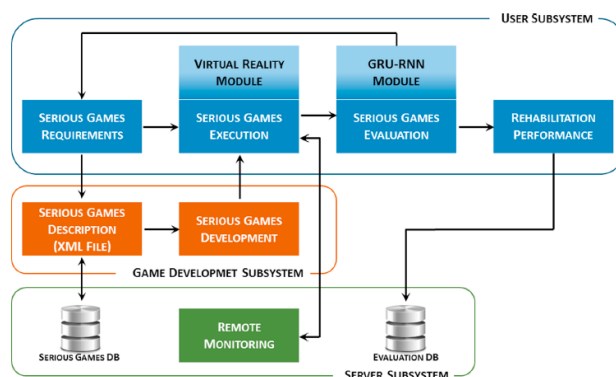 USER SUBSYSTEM
VIRTUAL REALITY
MODULE
GRU-RNN
MODULE
SERIOUS GAMES
REQUIREMENTS
SERIOUS GAMES
EXECUTION
SERIOUS GAMES
EVALUATION
REHABILITATION
PERFORMANCE
SERIOUS GAMES
DESCRIPTION
(XML FILE)
SERIOUS GAMES
DEVELOPMENT
GAME DEVELOPMET SUBSYSTEM
REMOTE
MONITORING
SERIOUS GAMES DB
EVALUATION DB
SERVER SUBSYSTEM